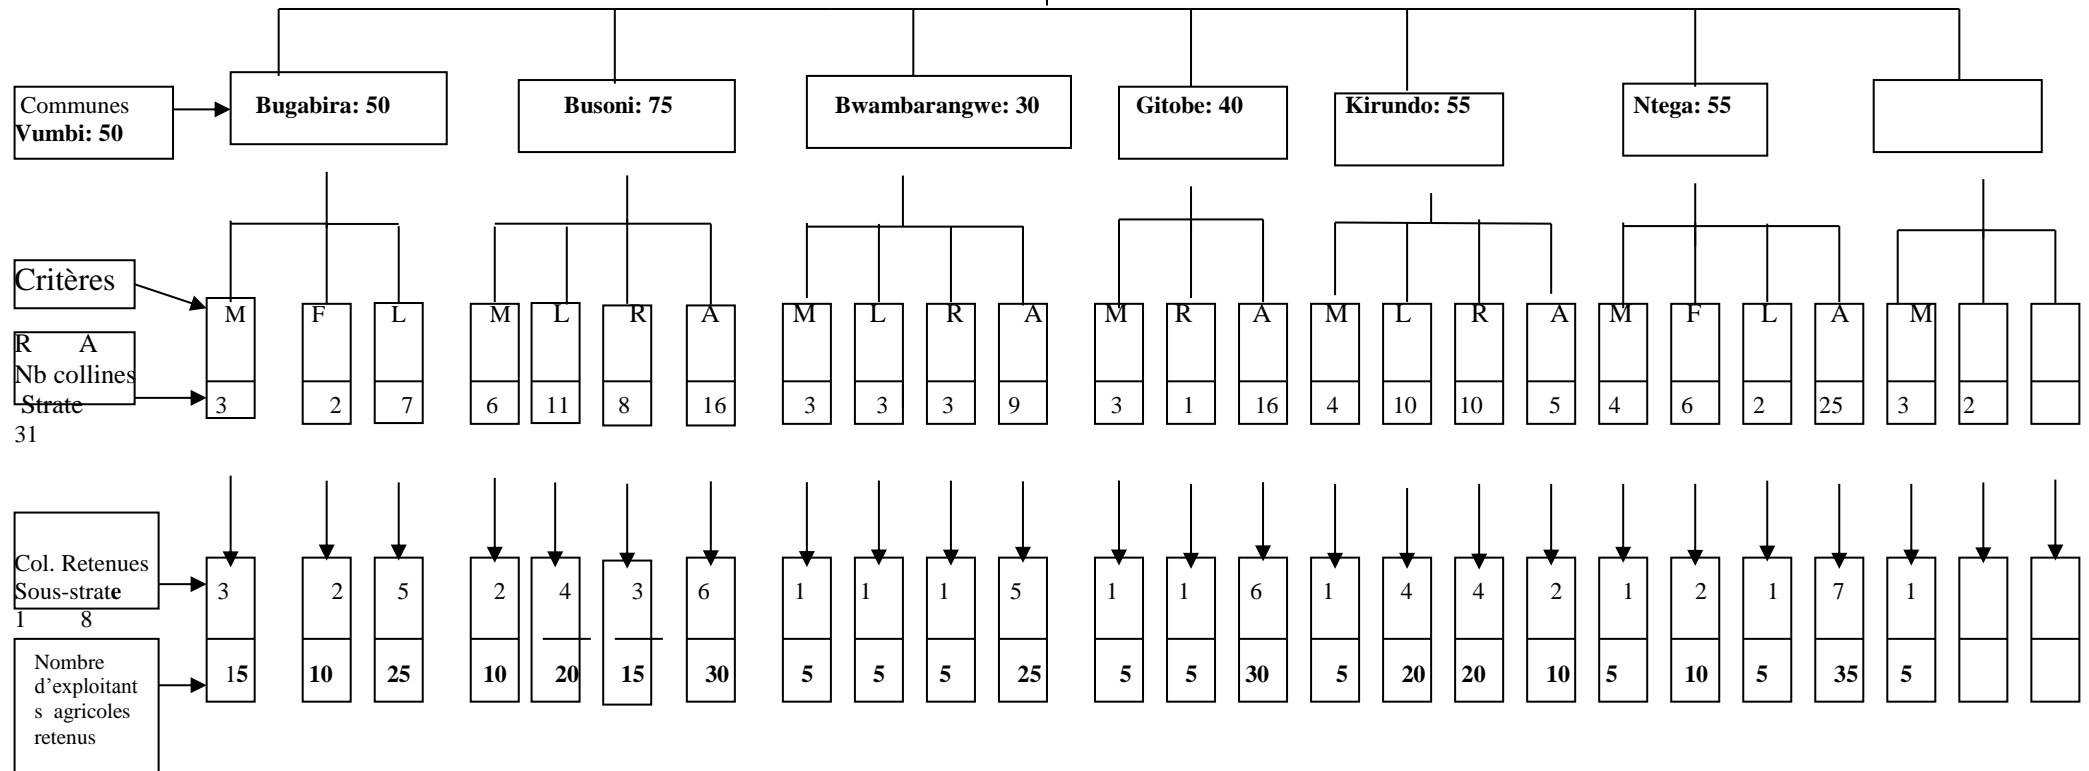 Communes
Vumbi: 50
Bugabira: 50 Busoni: 75 Bwambarangwe: 30 Gitobe: 40 Kirundo: 55 Ntega: 55
Critères
M F L M L R A M L R A M R A M L R A M F L A M
R A
Nb collines
Strate
31
3 2 7 6 11 8 16 3 3 3 9 3 1 16 4 10 10 5 4 6 2 25 3 2
Col. Retenues
Sous-strate
1 8
3 2 5 2 4 3 6 1 1 1 5 1 1 6 1 4 4 2 1 2 1 7 1
Nombre
d’exploitant
s agricoles
retenus
15 10 25 10 20 15 30 5 5 5 25 5 5 30 5 20 20 10 5 10 5 35 5